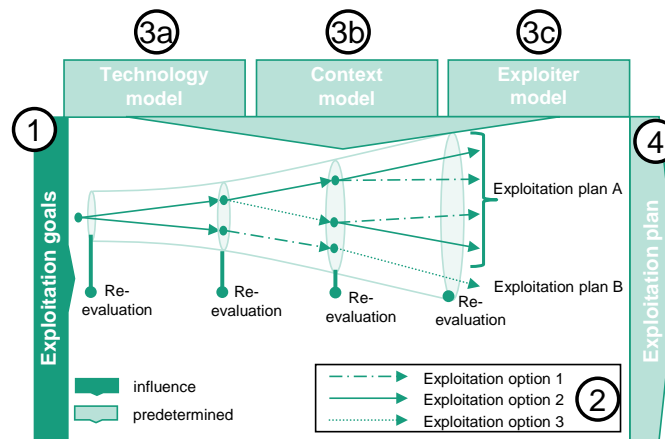 3a
3b
3c
Technology
model
Context
model
Exploiter
model
1
4
Exploitation goals
Exploitation plan
Exploitation plan A
Exploitation plan B
Re-
evaluation
Re-
evaluation
Re-
evaluation
Re-
evaluation
influence
predetermined
Exploitation option 1
Exploitation option 2
Exploitation option 3
2